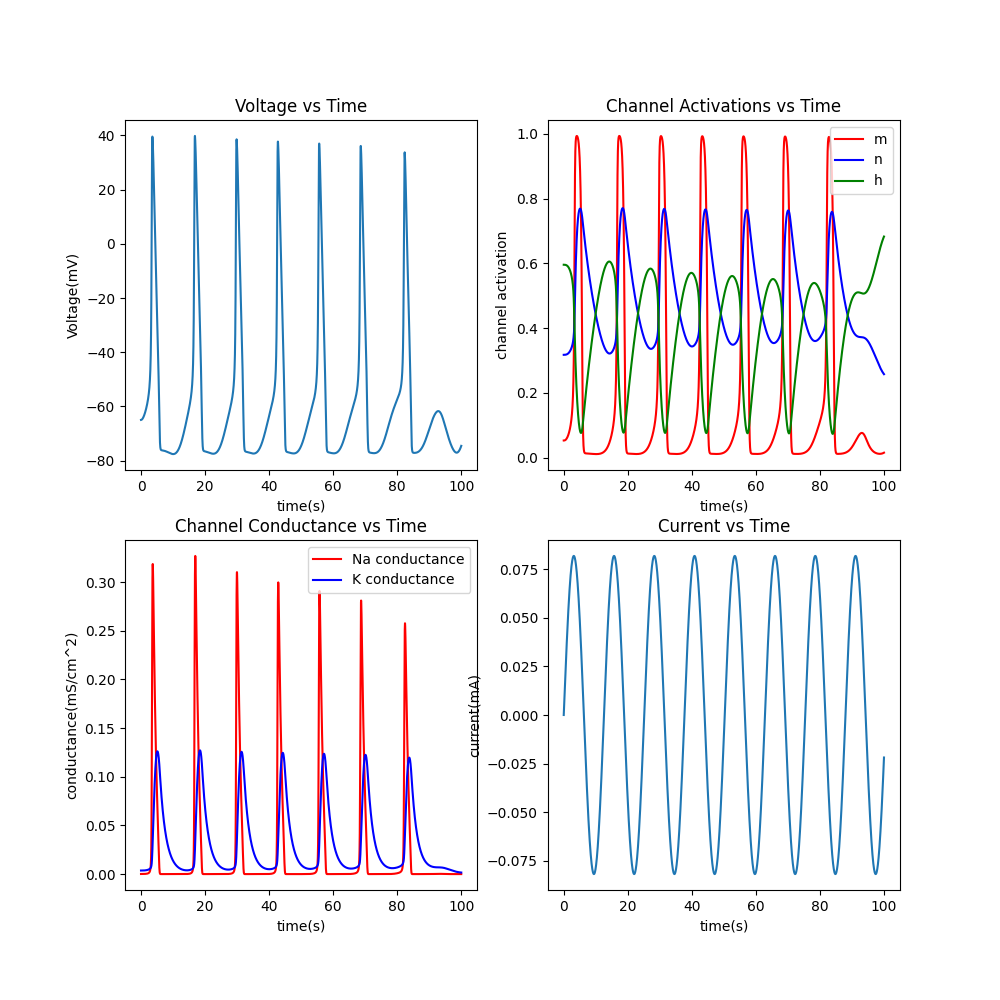 Voltage vs Time
40
20
0
−20
−40
−60
−80
Voltage(mV)
0 20 40 60 80 100
time(s)
Channel Activations vs Time
m
n
h
1.0
0.8
0.6
0.4
0.2
0.0
channel activation
0 20 40 60 80 100
time(s)
Channel Conductance vs Time
Na conductance
K conductance
0.30
0.25
0.20
0.15
0.10
0.05
0.00
conductance(mS/cm^2)
0 20 40 60 80 100
time(s)
Current vs Time
0.075
0.050
0.025
0.000
−0.025
−0.050
−0.075
current(mA)
0 20 40 60 80 100
time(s)